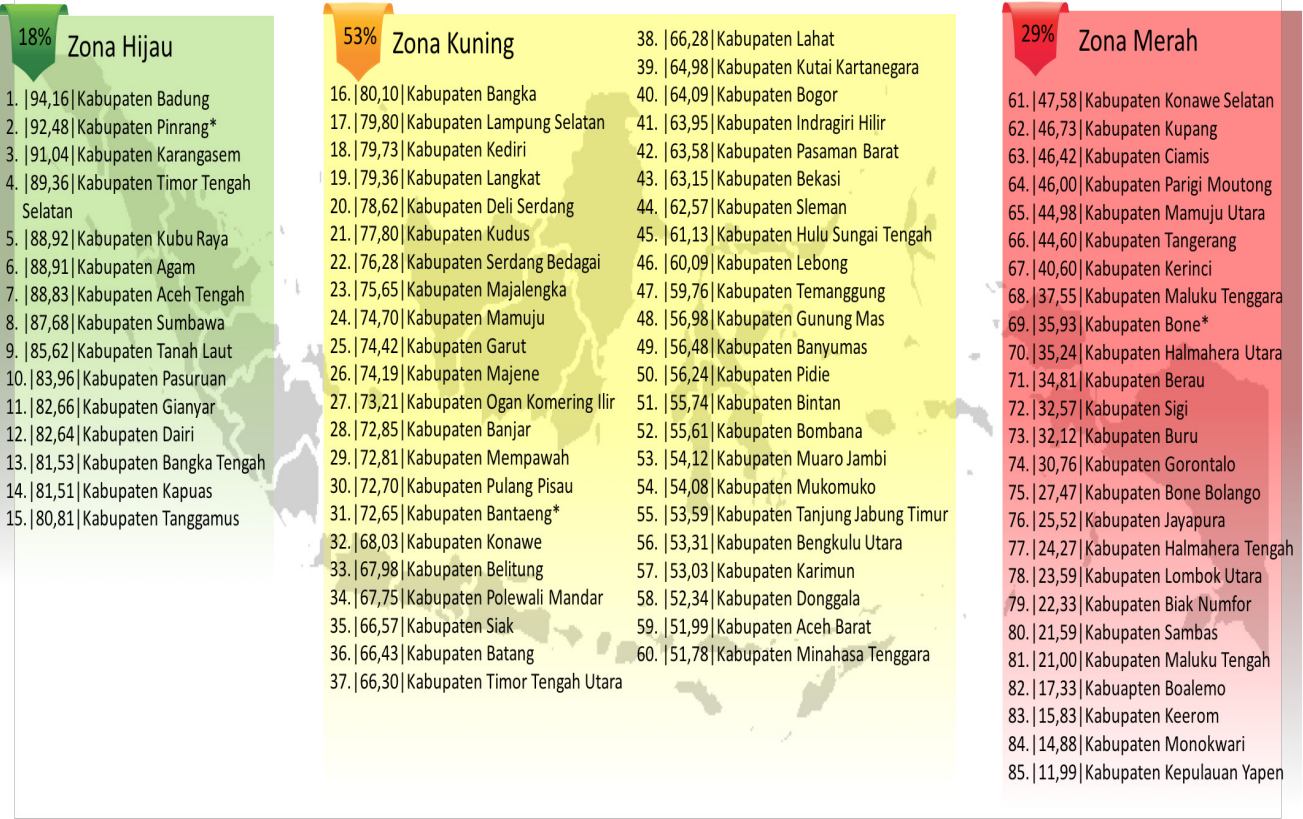 18%
Zona Hijau
1. |94,16|Kabupaten Badung
2. |92,48|Kabupaten Pinrang*
3. |91,04|Kabupaten Karangasem
4. |89,36|Kabupaten Timor Tengah
Selatan
5. |88,92|Kabupaten Kubu Raya
6. |88,91|Kabupaten Agam
7. |88,83|Kabupaten Aceh Tengah
8. |87,68|Kabupaten Sumbawa
9. |85,62|Kabupaten Tanah Laut
10. |83,96|Kabupaten Pasuruan
11. |82,66|Kabupaten Gianyar
12. |82,64|Kabupaten Dairi
13. |81,53|Kabupaten Bangka Tengah
14. |81,51|Kabupaten Kapuas
15. |80,81|Kabupaten Tanggamus
53%
Zona Kuning
16. |80,10|Kabupaten Bangka
17. |79,80|Kabupaten Lampung Selatan
18. |79,73|Kabupaten Kediri
19. |79,36|Kabupaten Langkat
20. |78,62|Kabupaten Deli Serdang
21. |77,80|Kabupaten Kudus
22. |76,28|Kabupaten Serdang Bedagai
23. |75,65|Kabupaten Majalengka
24. |74,70|Kabupaten Mamuju
25. |74,42|Kabupaten Garut
26. |74,19|Kabupaten Majene
27. |73,21|Kabupaten Ogan Komering Ilir
28. |72,85|Kabupaten Banjar
29. |72,81|Kabupaten Mempawah
30. |72,70|Kabupaten Pulang Pisau
31. |72,65|Kabupaten Bantaeng*
32. |68,03|Kabupaten Konawe
33. |67,98|Kabupaten Belitung
34. |67,75|Kabupaten Polewali Mandar
35. |66,57|Kabupaten Siak
36. |66,43|Kabupaten Batang
37. |66,30|Kabupaten Timor Tengah Utara
38. |66,28|Kabupaten Lahat
39. |64,98|Kabupaten Kutai Kartanegara
40. |64,09|Kabupaten Bogor
41. |63,95|Kabupaten Indragiri Hilir
42. |63,58|Kabupaten Pasaman Barat
43. |63,15|Kabupaten Bekasi
44. |62,57|Kabupaten Sleman
45. |61,13|Kabupaten Hulu Sungai Tengah
46. |60,09|Kabupaten Lebong
47. |59,76|Kabupaten Temanggung
48. |56,98|Kabupaten Gunung Mas
49. |56,48|Kabupaten Banyumas
50. |56,24|Kabupaten Pidie
51. |55,74|Kabupaten Bintan
52. |55,61|Kabupaten Bombana
53. |54,12|Kabupaten Muaro Jambi
54. |54,08|Kabupaten Mukomuko
55. |53,59|Kabupaten Tanjung Jabung Timur
56. |53,31|Kabupaten Bengkulu Utara
57. |53,03|Kabupaten Karimun
58. |52,34|Kabupaten Donggala
59. |51,99|Kabupaten Aceh Barat
60. |51,78|Kabupaten Minahasa Tenggara
29%
Zona Merah
61. |47,58|Kabupaten Konawe Selatan
62. |46,73|Kabupaten Kupang
63. |46,42|Kabupaten Ciamis
64. |46,00|Kabupaten Parigi Moutong
65. |44,98|Kabupaten Mamuju Utara
66. |44,60|Kabupaten Tangerang
67. |40,60|Kabupaten Kerinci
68. |37,55|Kabupaten Maluku Tenggara
69. |35,93|Kabupaten Bone*
70. |35,24|Kabupaten Halmahera Utara
71. |34,81|Kabupaten Berau
72. |32,57|Kabupaten Sigi
73. |32,12|Kabupaten Buru
74. |30,76|Kabupaten Gorontalo
75. |27,47|Kabupaten Bone Bolango
76. |25,52|Kabupaten Jayapura
77. |24,27|Kabupaten Halmahera Tengah
78. |23,59|Kabupaten Lombok Utara
79. |22,33|Kabupaten Biak Numfor
80. |21,59|Kabupaten Sambas
81. |21,00|Kabupaten Maluku Tengah
82. |17,33|Kabuapten Boalemo
83. |15,83|Kabupaten Keerom
84. |14,88|Kabupaten Monokwari
85. |11,99|Kabupaten Kepulauan Yapen